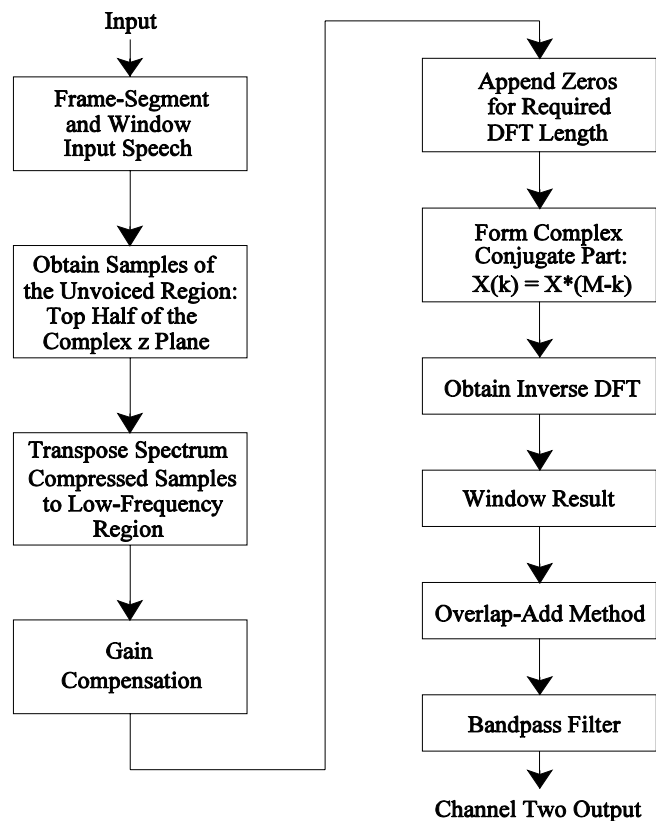 Input
Frame-Segment
and Window
Input Speech
Obtain Samples of
the Unvoiced Region:
Top Half of the
Complex z Plane
Transpose Spectrum
Compressed Samples
to Low-Frequency
Region
Gain
Compensation
Append Zeros
for Required
DFT Length
Form Complex
Conjugate Part:
X(k) = X*(M-k)
Obtain Inverse DFT
Window Result
Overlap-Add Method
Bandpass Filter
Channel Two Output